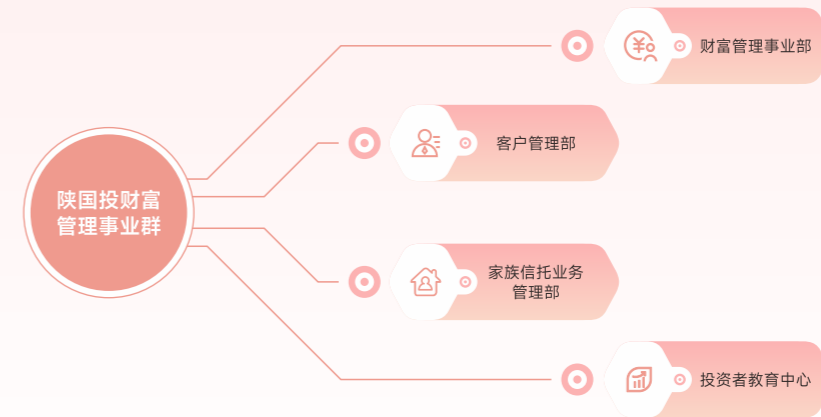 陕国投财富
管理事业群
财富管理事业部
客户管理部
家族信托业务
管理部
投资者教育中心